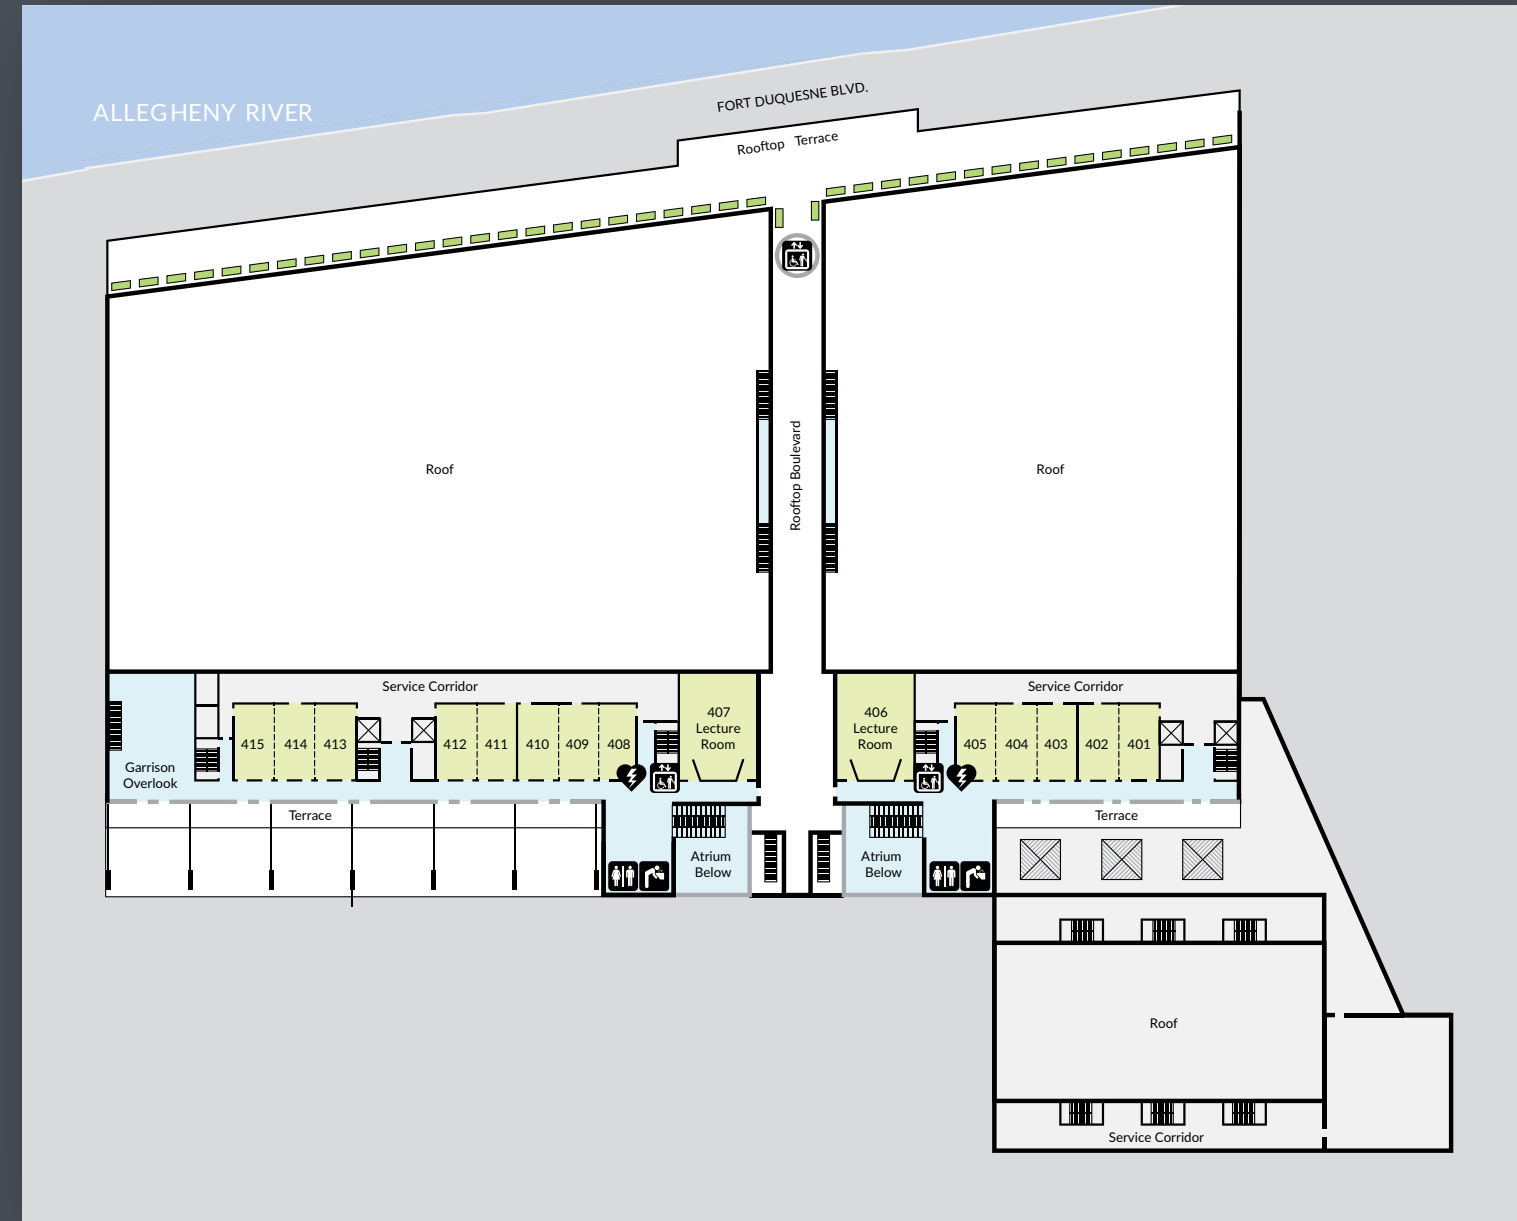 ALLEGHENY RIVER
FORT DUQUESNE BLVD.
Rooftop Terrace
Roof
Rooftop Boulevard
Roof
Service Corridor
Service Corridor
407
Lecture
Room
406
Lecture
Room
415
414
413
412
411
410
409
408
405
404
403
402
401
Garrison
Overlook
Terrace
Terrace
Atrium
Below
Atrium
Below
Roof
Service Corridor